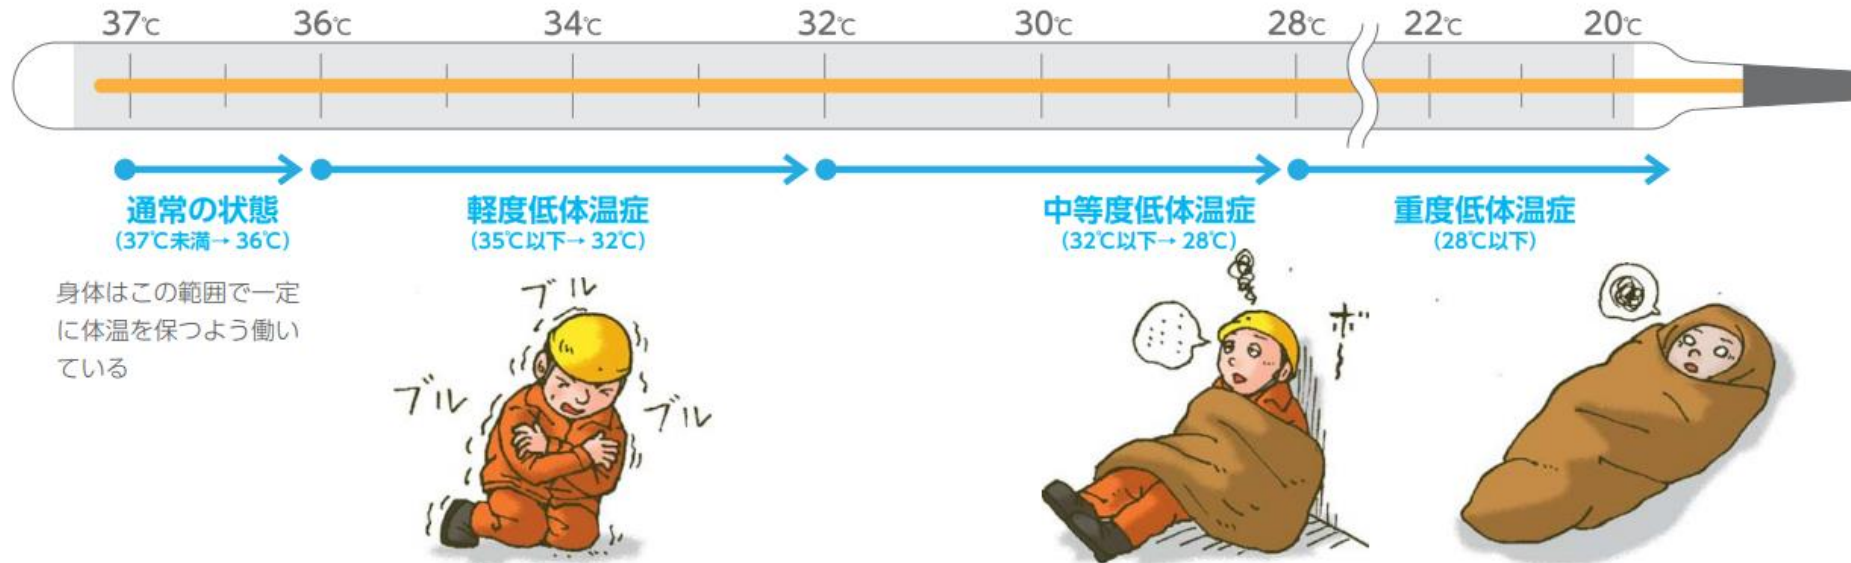 37℃ 36℃ 34℃ 32℃ 30℃ 28℃ 22℃ 20℃
通常の状態
(37℃未満→ 36℃)
身体はこの範囲で一定
に体温を保つよう働い
ている
軽度低体温症
(35℃以下→ 32℃)
ブル
ブル
ブル
中等度低体温症
(32℃以下→ 28℃)
ボー
重度低体温症
(28℃以下)